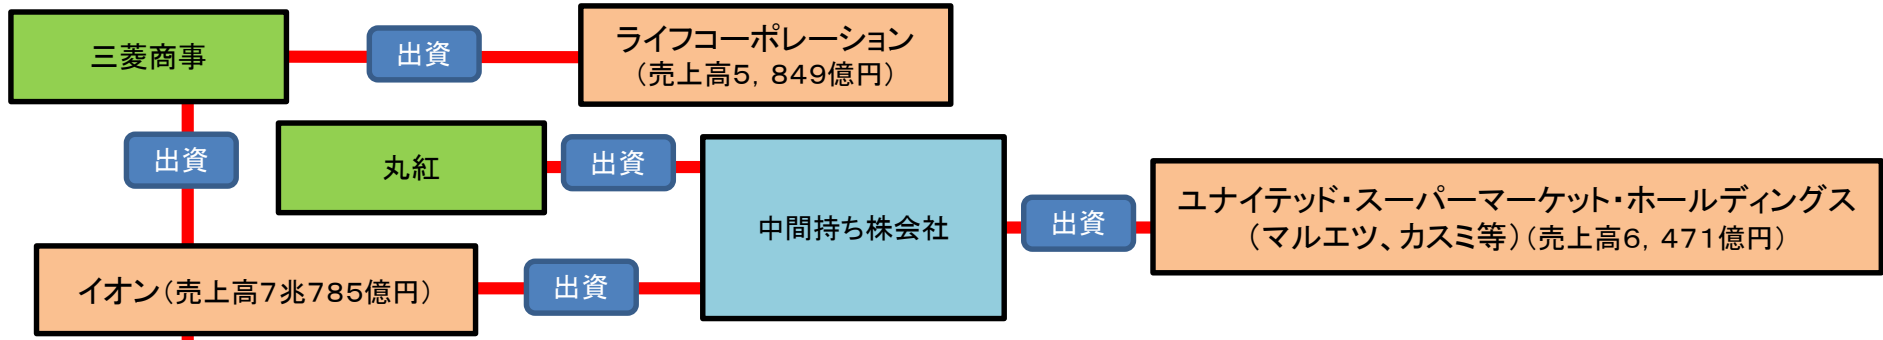 三菱商事
出資
ライフコーポレーション
（売上高5，849億円）
出資
丸紅
出資
中間持ち株会社
出資
ユナイテッド・スーパーマーケット・ホールディングス
（マルエツ、カスミ等）（売上高6，471億円）
イオン（売上高7兆785億円）
出資